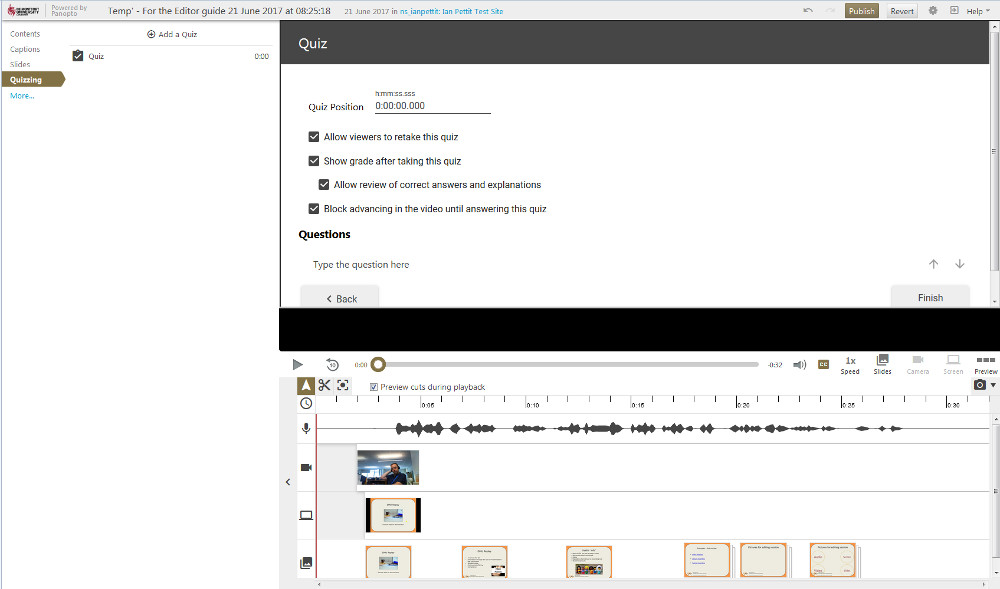 Powered by
Panopto
Temp' - For the Editor guide 21 June 2017 at 08:25:18
21 June 2017 in ns_ianpettit: Ian Pettit Test Site
Publish
Revert
Help
Contents
Captions
Slides
Quizzing
More...
Add a Quiz
Quiz
0:00
Quiz
h:mm:ss.sss
Quiz Position 0:00:00.000
Allow viewers to retake this quiz
Show grade after taking this quiz
Allow review of correct answers and explanations
Block advancing in the video until answering this quiz
Questions
Type the question here
Back
Finish
10
0:00
-0:32
CC
1x
Speed
Slides
Camera
Screen
Preview
Preview cuts during playback
0:05
0:10
0:15
0:20
0:25
0:30